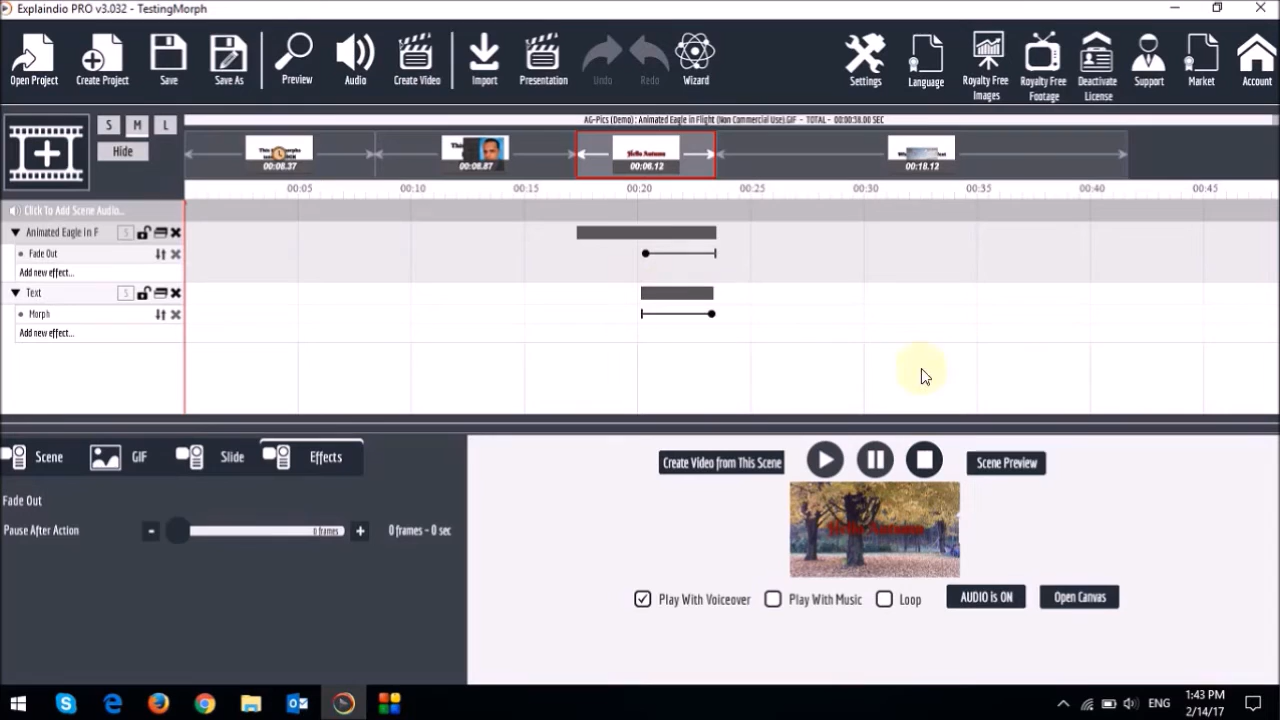 Explaindio PRO v3.032 - TestingMorph
Open Project
Create Project
Save
Save As
Preview
Audio
Create Video
Import
Presentation
Undo
Redo
Wizard
Settings
Language
Royalty Free Images
Royalty Free Footage
Deactivate License
Support
Market
Account
S M L
Hide
AG-Pics (Demo) : Animated Eagle in Flight (Non Commercial Use).GIF - TOTAL - 00:00:58.00 SEC
00:08.37
00:08.87
Hello Autumn
00:06.12
00:18.12
00:05 00:10 00:15 00:20 00:25 00:30 00:35 00:40 00:45
Click To Add Scene Audio...
Animated Eagle in F S
Fade Out
Add new effect...
Text S
Morph
Add new effect...
Scene GIF Slide Effects
Fade Out
Pause After Action - 0 frames + 0 frames - 0 sec
Create Video from This Scene
Scene Preview
Hello Autumn
Play With Voiceover Play With Music Loop AUDIO is ON Open Canvas
ENG
1:43 PM
2/14/17